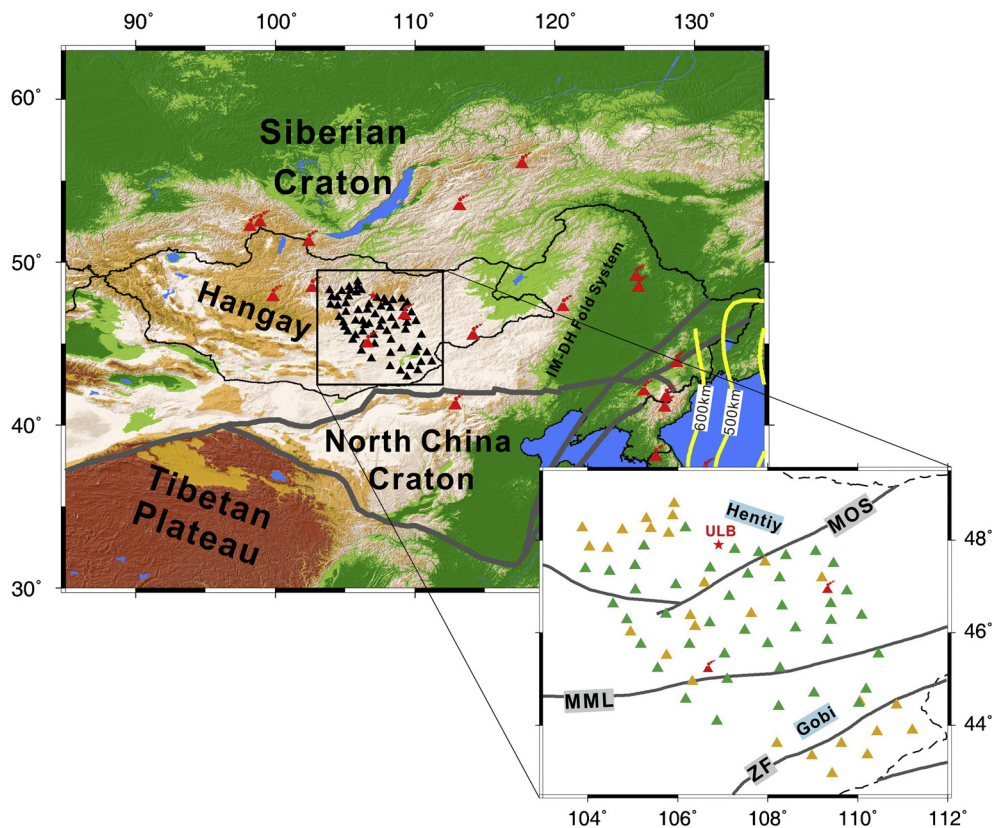 90° 100° 110° 120° 130°
60°
50°
40°
30°
Siberian
Craton
Hangay
IM-DH Fold System
North China
Craton
Tibetan
Plateau
600km
500km
Hentiy
ULB
MOS
MML
Gobi
ZF
48°
46°
44°
104° 106° 108° 110° 112°